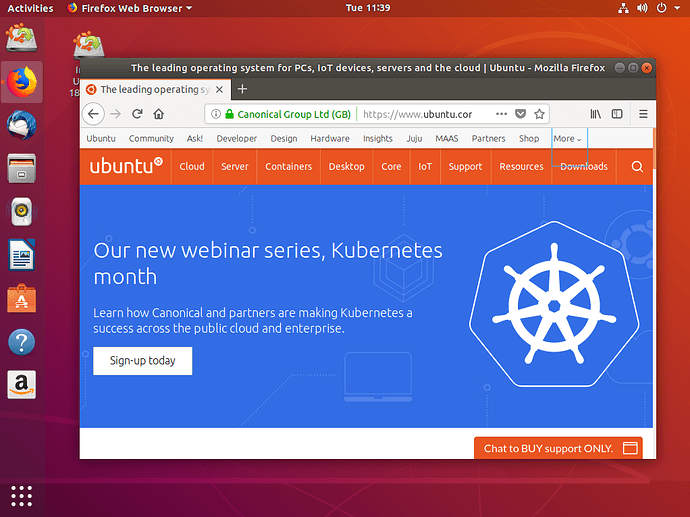 Activities Firefox Web Browser Tue 11:39
In
U
18
The leading operating system for PCs, IoT devices, servers and the cloud | Ubuntu - Mozilla Firefox
The leading operating sy
Canonical Group Ltd (GB) https://www.ubuntu.cor
Ubuntu Community Ask! Developer Design Hardware Insights Juju MAAS Partners Shop More
ubuntu Cloud Server Containers Desktop Core IoT Support Resources Downloads
Our new webinar series, Kubernetes
month
Learn how Canonical and partners are making Kubernetes a
success across the public cloud and enterprise.
Sign-up today
Chat to BUY support ONLY.